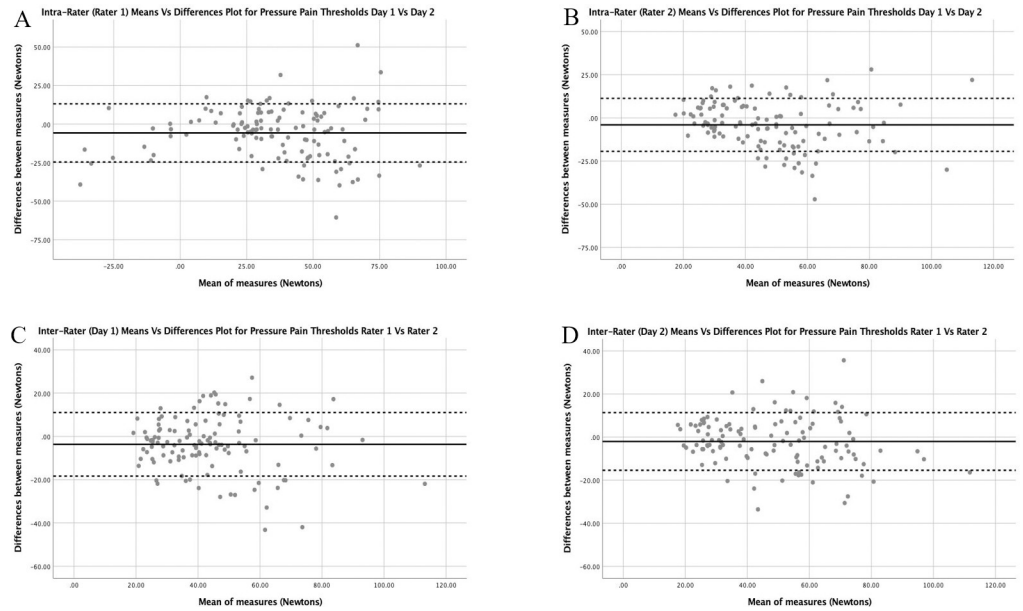 A
Intra-Rater (Rater 1) Means Vs Differences Plot for Pressure Pain Thresholds Day 1 Vs Day 2
Differences between measures (Newtons)
50.00
25.00
.00
-25.00
-50.00
-75.00
-25.00 .00 25.00 50.00 75.00 100.00
Mean of measures (Newtons)
B
Intra-Rater (Rater 2) Means Vs Differences Plot for Pressure Pain Thresholds Day 1 Vs Day 2
Differences between measures (Newtons)
50.00
25.00
.00
-25.00
-50.00
-75.00
.00 20.00 40.00 60.00 80.00 100.00 120.00
Mean of measures (Newtons)
C
Inter-Rater (Day 1) Means Vs Differences Plot for Pressure Pain Thresholds Rater 1 Vs Rater 2
Differences between measures (Newtons)
40.00
20.00
.00
-20.00
-40.00
-60.00
.00 20.00 40.00 60.00 80.00 100.00 120.00
Mean of measures (Newtons)
D
Inter-Rater (Day 2) Means Vs Differences Plot for Pressure Pain Thresholds Rater 1 Vs Rater 2
Differences between measures (Newtons)
40.00
20.00
.00
-20.00
-40.00
-60.00
.00 20.00 40.00 60.00 80.00 100.00 120.00
Mean of measures (Newtons)